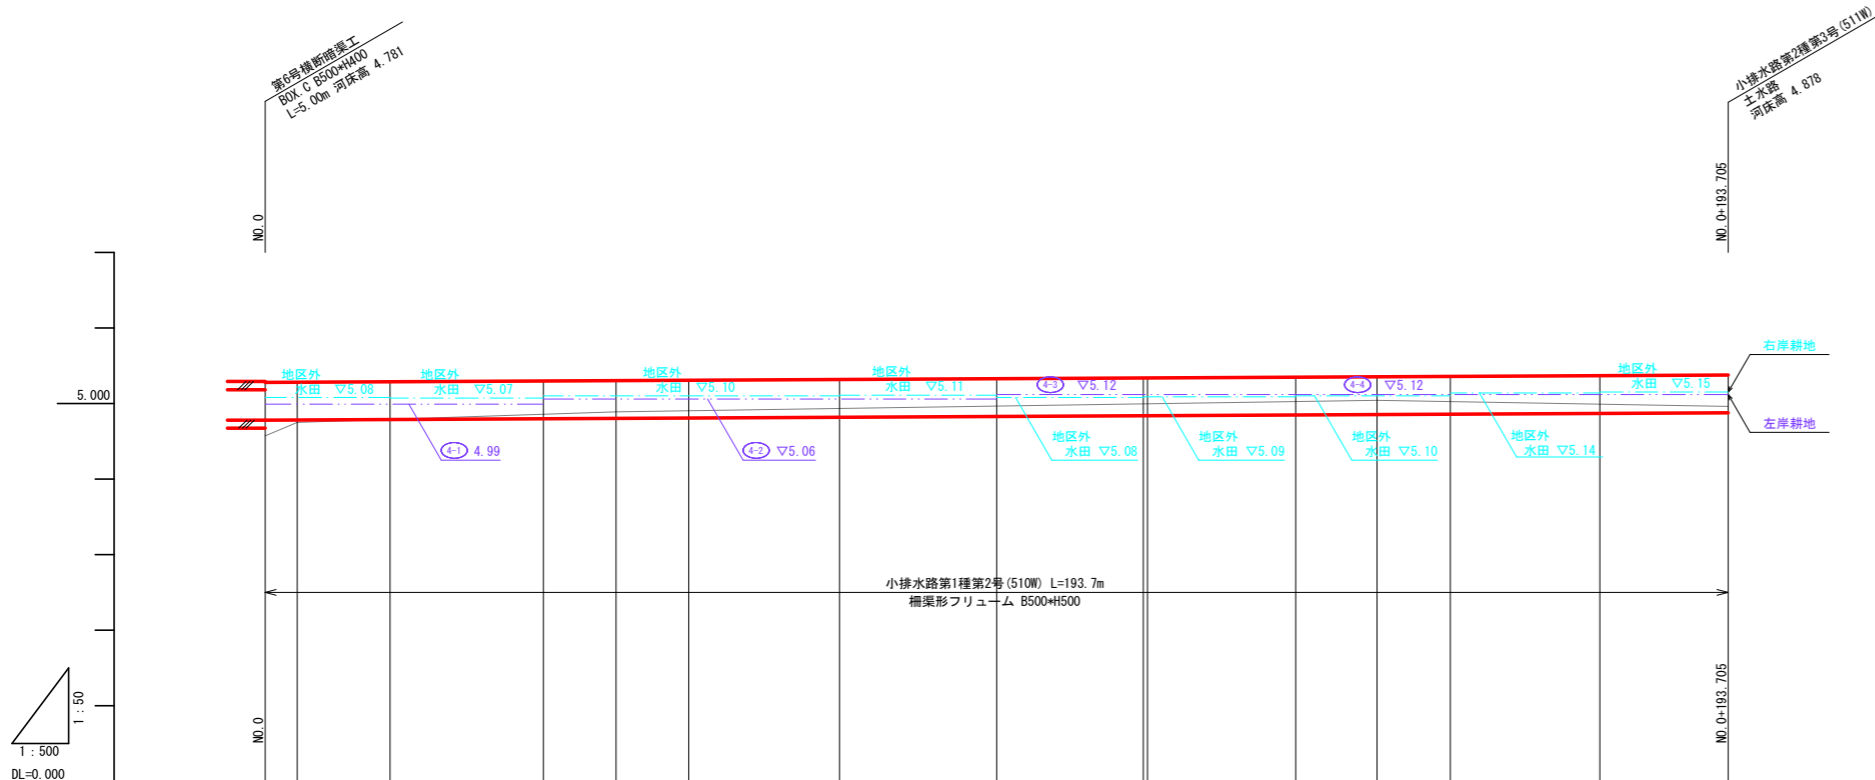 第6号横断暗渠工
BOX.C B500*H400
L=5.00m 河床高 4.781
小排水路第2種第3号(511W)
土水路
河床高 4.878
NO.0
NO.0+193.705
5.000
地区外
水田 ▽5.08
地区外
水田 ▽5.07
地区外
水田 ▽5.10
地区外
水田 ▽5.11
4-3 ▽5.12
4-4 ▽5.12
地区外
水田 ▽5.15
右岸耕地
左岸耕地
4-1 4.99
4-2 ▽5.06
地区外
水田 ▽5.08
地区外
水田 ▽5.09
地区外
水田 ▽5.10
地区外
水田 ▽5.14
小排水路第1種第2号(510W) L=193.7m
柵渠形フリューム B500*H500
NO.0
NO.0+193.705
1:50
1:500
DL=0.000